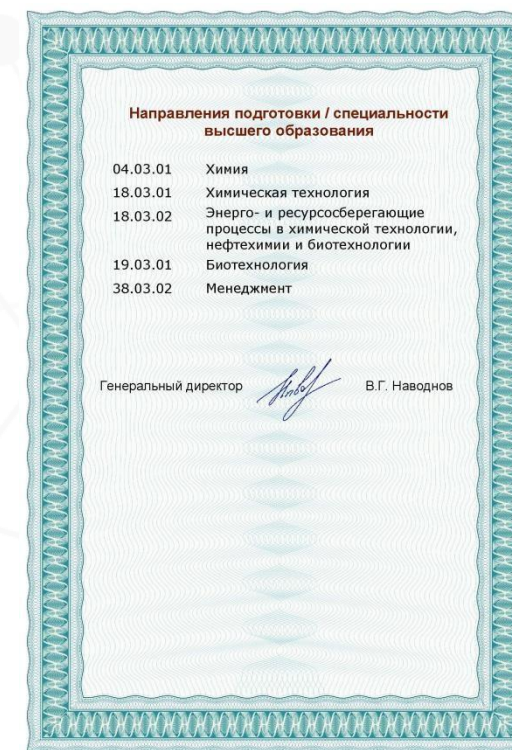 Направления подготовки / специальности
высшего образования
04.03.01 Химия
18.03.01 Химическая технология
18.03.02 Энерго- и ресурсосберегающие
процессы в химической технологии,
нефтехимии и биотехнологии
19.03.01 Биотехнология
38.03.02 Менеджмент
Генеральный директор В.Г. Наводнов